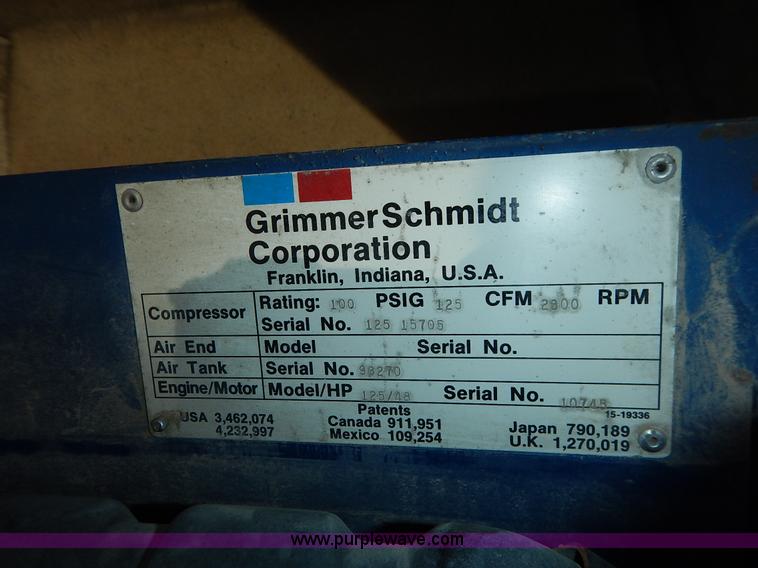 GrimmerSchmidt
Corporation
Franklin, Indiana, U.S.A.
Compressor Rating: 100 PSIG 125 CFM 2800 RPM
Serial No. 125 15705
Air End Model Serial No.
Air Tank Serial No. 98270
Engine/Motor Model/HP 125/48 Serial No. 10748
Patents 15-19336
USA 3,462,074 Canada 911,951 Japan 790,189
4,232,997 Mexico 109,254 U.K. 1,270,019
www.purplewave.com